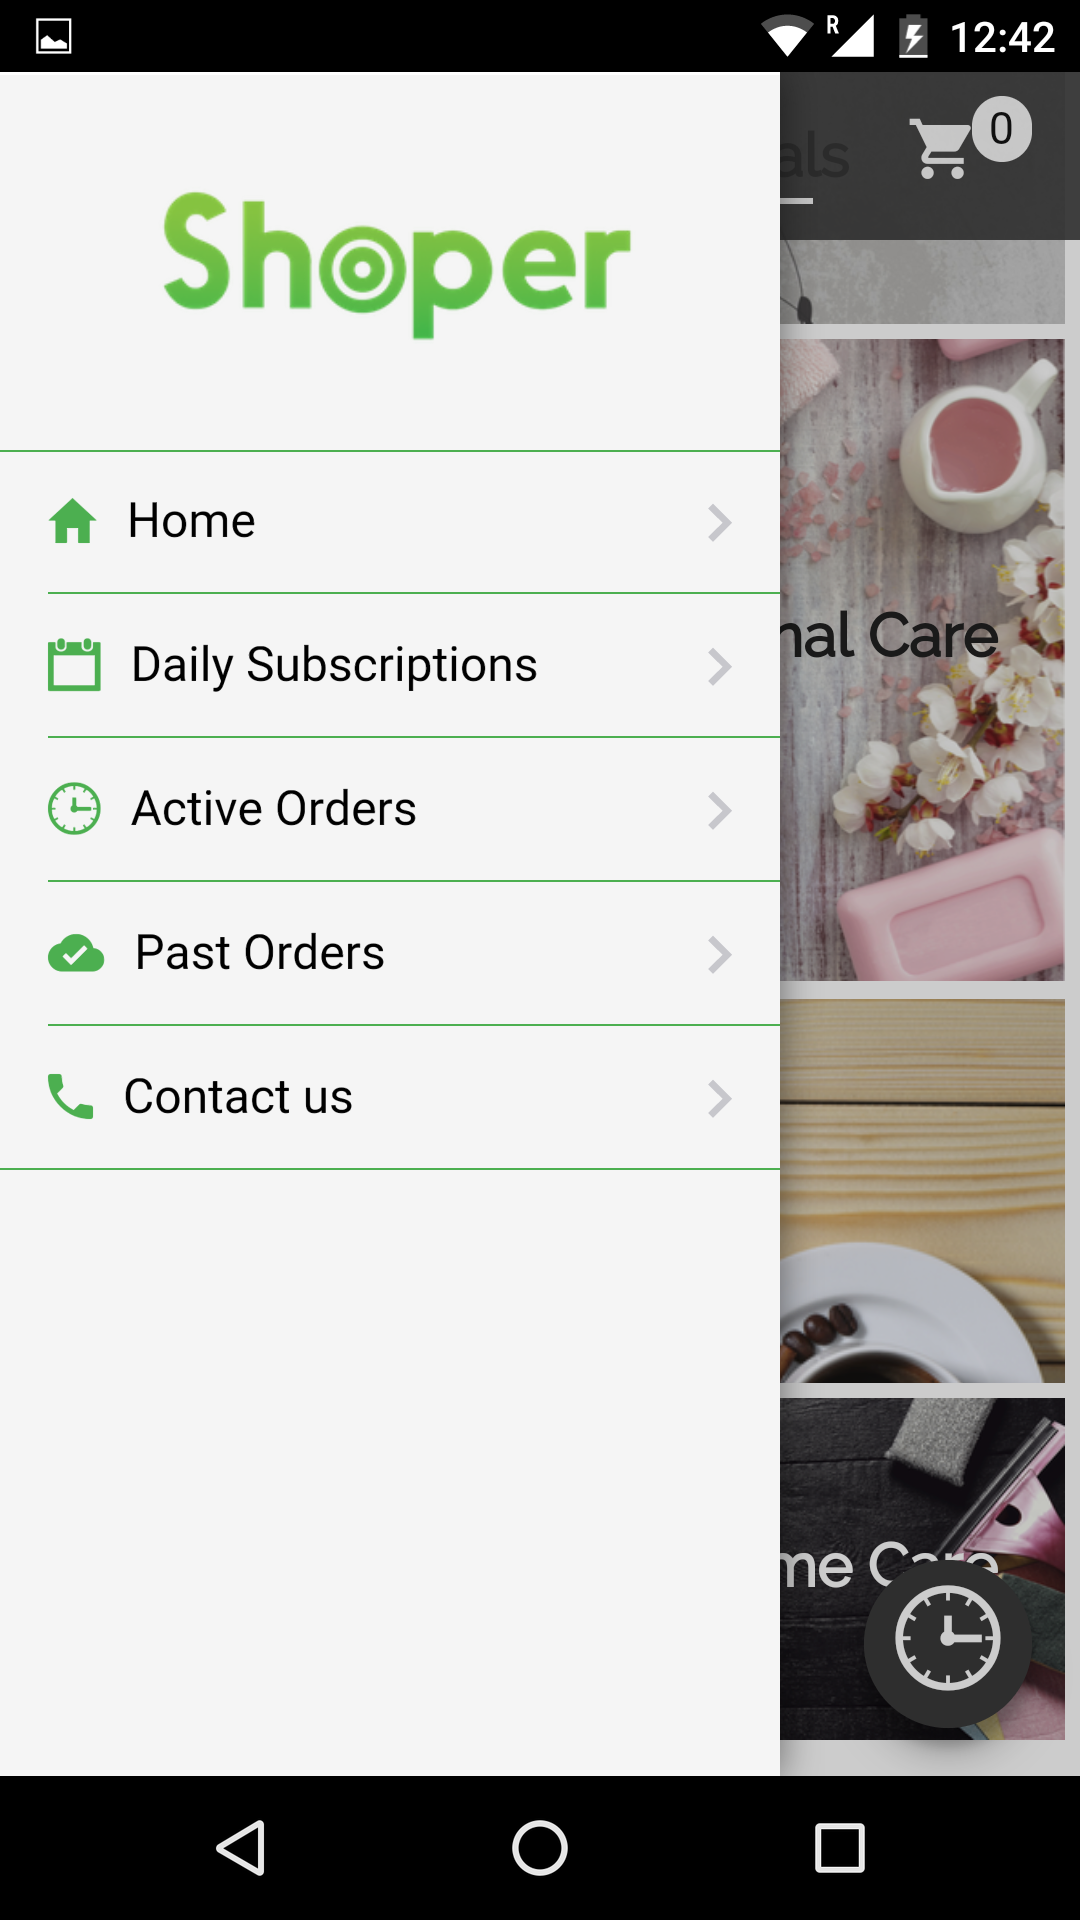 R 12:42
als
0
Shoper
Home
Daily Subscriptions
nal Care
Active Orders
Past Orders
Contact us
me Care